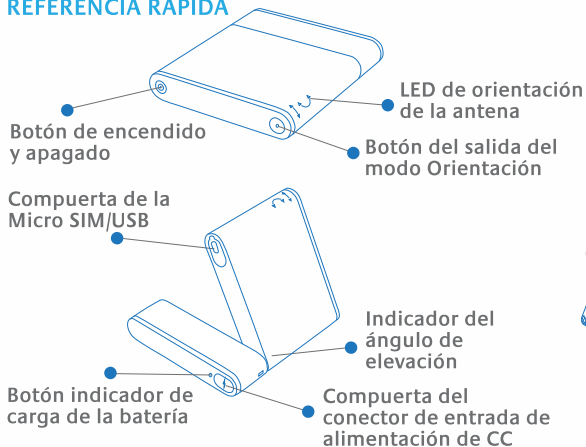 REFERENCIA RÁPIDA
LED de orientación
de la antena
Botón de encendido
y apagado
Botón del salida del
modo Orientación
Compuerta de la
Micro SIM/USB
Indicador del
ángulo de
elevación
Botón indicador de
carga de la batería
Compuerta del
conector de entrada de
alimentación de CC